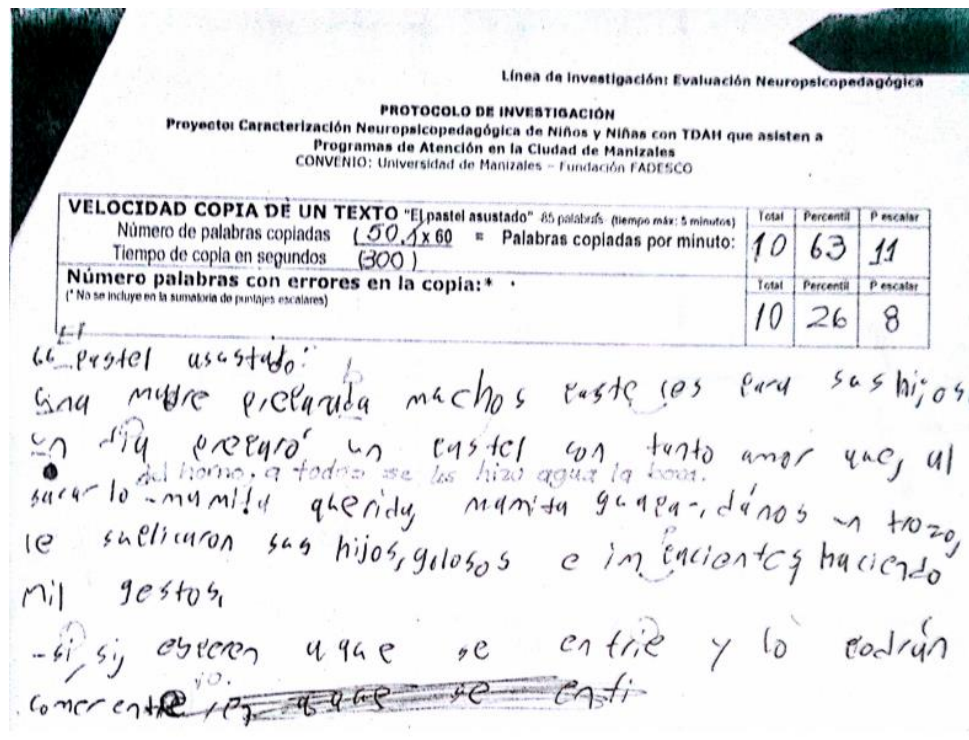 Línea de Investigación: Evaluación Neuropsicopedagógica
PROTOCOLO DE INVESTIGACIÓN
Proyecto: Caracterización Neuropsicopedagógica de Niños y Niñas con TDAH que asisten a
Programas de Atención en la Ciudad de Manizales
CONVENIO: Universidad de Manizales – Fundación FADESCO
VELOCIDAD COPIA DE UN TEXTO "El pastel asustado" 85 palabras (tiempo máx: 5 minutos) Total Percentil P escalar
Número de palabras copiadas (50) x 60 = Palabras copiadas por minuto: 10 63 11
Tiempo de copia en segundos (300)
Número palabras con errores en la copia:* Total Percentil P escalar
(* No se incluye en la sumatoria de puntajes escalares) 10 26 8
El
pastel asustado:
una madre preparaba muchos pasteles para sus hijos
un día preparó un pastel con tanto amor que, al
del horno, a todos se les hizo agua la boca.
sacarlo -mamita querida, mamita guapa-, dános un trozo,
le suplicaron sus hijos, golosos e impacientes haciendo
mil gestos,
-si, si, esperen a que se enfrie y lo podrán
comer